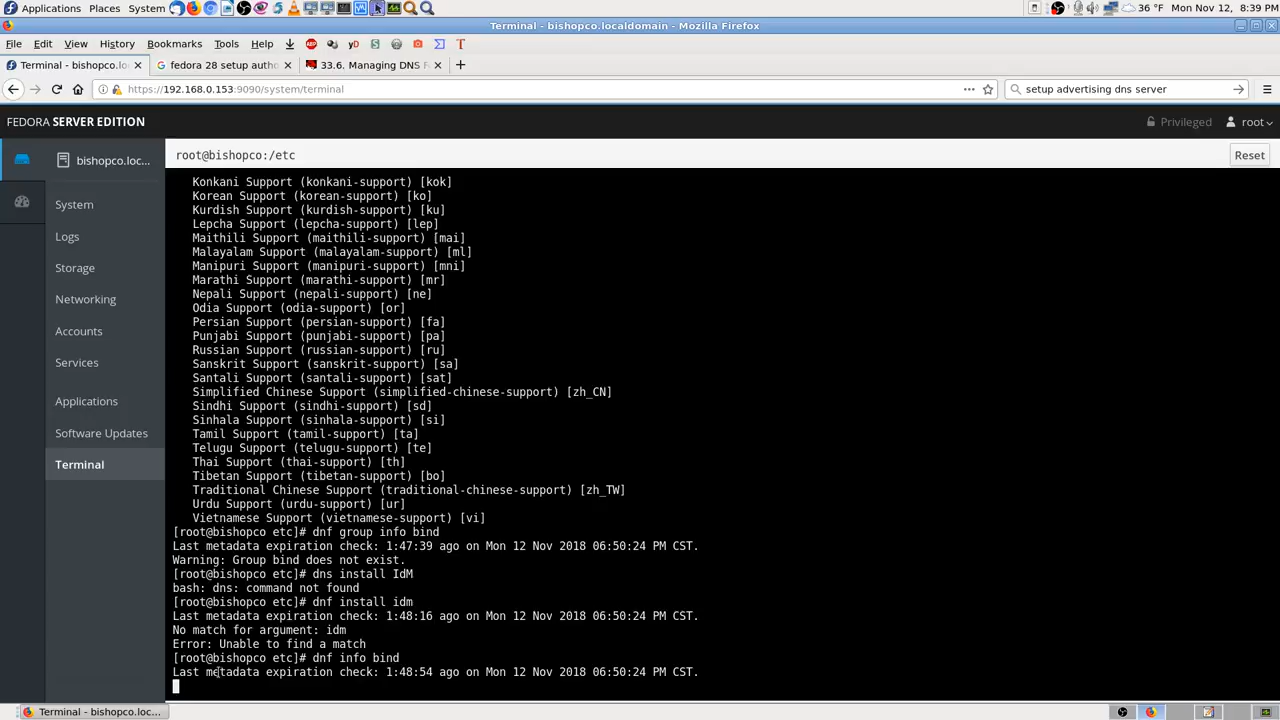 Applications Places System 36 °F Mon Nov 12, 8:39 PM
Terminal - bishopco.localdomain - Mozilla Firefox
File Edit View History Bookmarks Tools Help
Terminal - bishopco.lo fedora 28 setup autho 33.6. Managing DNS F
https://192.168.0.153:9090/system/terminal setup advertising dns server
FEDORA SERVER EDITION Privileged root
bishopco.loc... root@bishopco:/etc Reset
System
Logs
Storage
Networking
Accounts
Services
Applications
Software Updates
Terminal
Konkani Support (konkani-support) [kok]
Korean Support (korean-support) [ko]
Kurdish Support (kurdish-support) [ku]
Lepcha Support (lepcha-support) [lep]
Maithili Support (maithili-support) [mai]
Malayalam Support (malayalam-support) [ml]
Manipuri Support (manipuri-support) [mni]
Marathi Support (marathi-support) [mr]
Nepali Support (nepali-support) [ne]
Odia Support (odia-support) [or]
Persian Support (persian-support) [fa]
Punjabi Support (punjabi-support) [pa]
Russian Support (russian-support) [ru]
Sanskrit Support (sanskrit-support) [sa]
Santali Support (santali-support) [sat]
Simplified Chinese Support (simplified-chinese-support) [zh_CN]
Sindhi Support (sindhi-support) [sd]
Sinhala Support (sinhala-support) [si]
Tamil Support (tamil-support) [ta]
Telugu Support (telugu-support) [te]
Thai Support (thai-support) [th]
Tibetan Support (tibetan-support) [bo]
Traditional Chinese Support (traditional-chinese-support) [zh_TW]
Urdu Support (urdu-support) [ur]
Vietnamese Support (vietnamese-support) [vi]
[root@bishopco etc]# dnf group info bind
Last metadata expiration check: 1:47:39 ago on Mon 12 Nov 2018 06:50:24 PM CST.
Warning: Group bind does not exist.
[root@bishopco etc]# dns install IdM
bash: dns: command not found
[root@bishopco etc]# dnf install idm
Last metadata expiration check: 1:48:16 ago on Mon 12 Nov 2018 06:50:24 PM CST.
No match for argument: idm
Error: Unable to find a match
[root@bishopco etc]# dnf info bind
Last metadata expiration check: 1:48:54 ago on Mon 12 Nov 2018 06:50:24 PM CST.
Terminal - bishopco.loc...